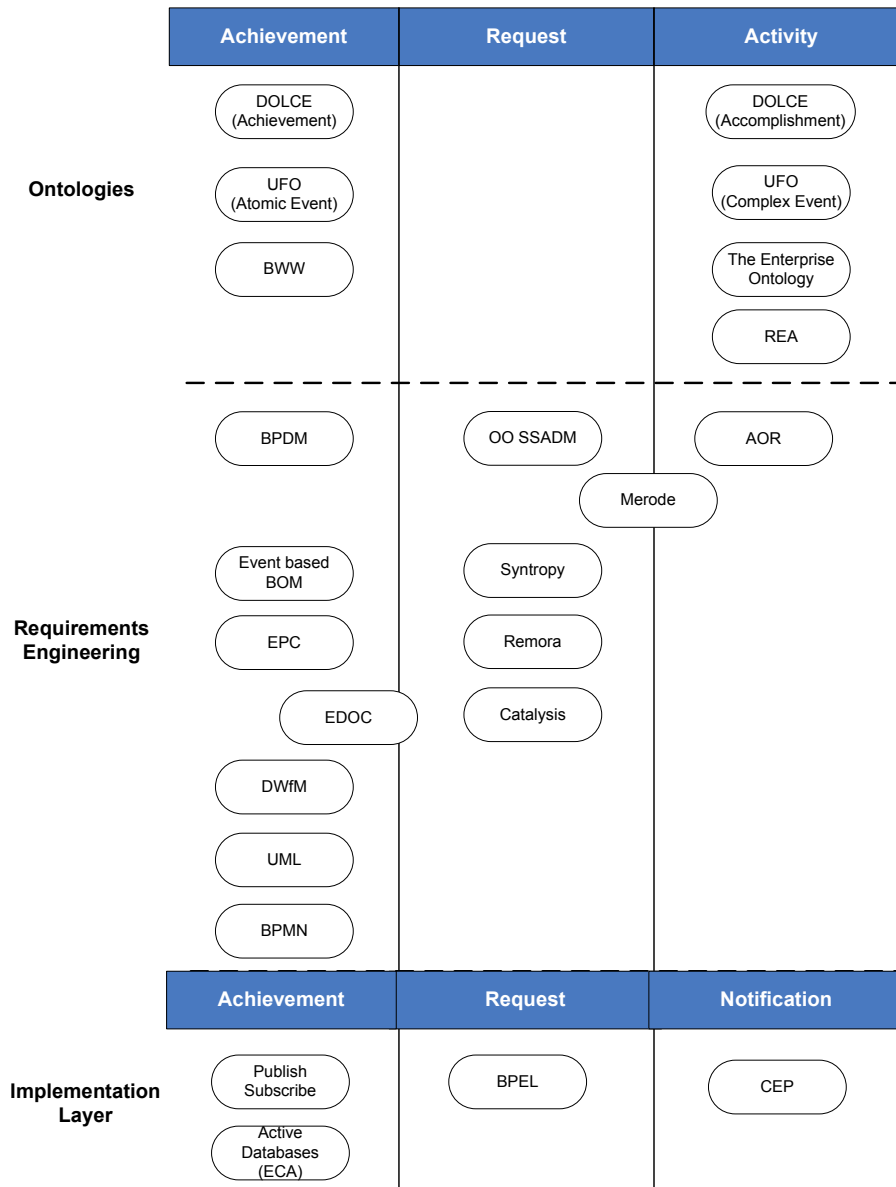 Achievement
Request
Activity
Ontologies
DOLCE
(Achievement)
DOLCE
(Accomplishment)
UFO
(Atomic Event)
UFO
(Complex Event)
BWW
The Enterprise
Ontology
REA
Requirements
Engineering
BPDM
OO SSADM
AOR
Merode
Event based
BOM
Syntropy
EPC
Remora
EDOC
Catalysis
DWfM
UML
BPMN
Achievement
Request
Notification
Implementation
Layer
Publish
Subscribe
BPEL
CEP
Active
Databases
(ECA)